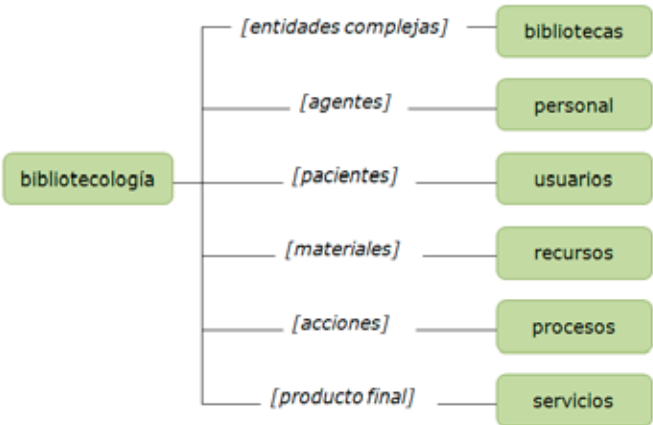 [entidades complejas] bibliotecas
[agentes] personal
bibliotecología [pacientes] usuarios
[materiales] recursos
[acciones] procesos
[producto final] servicios